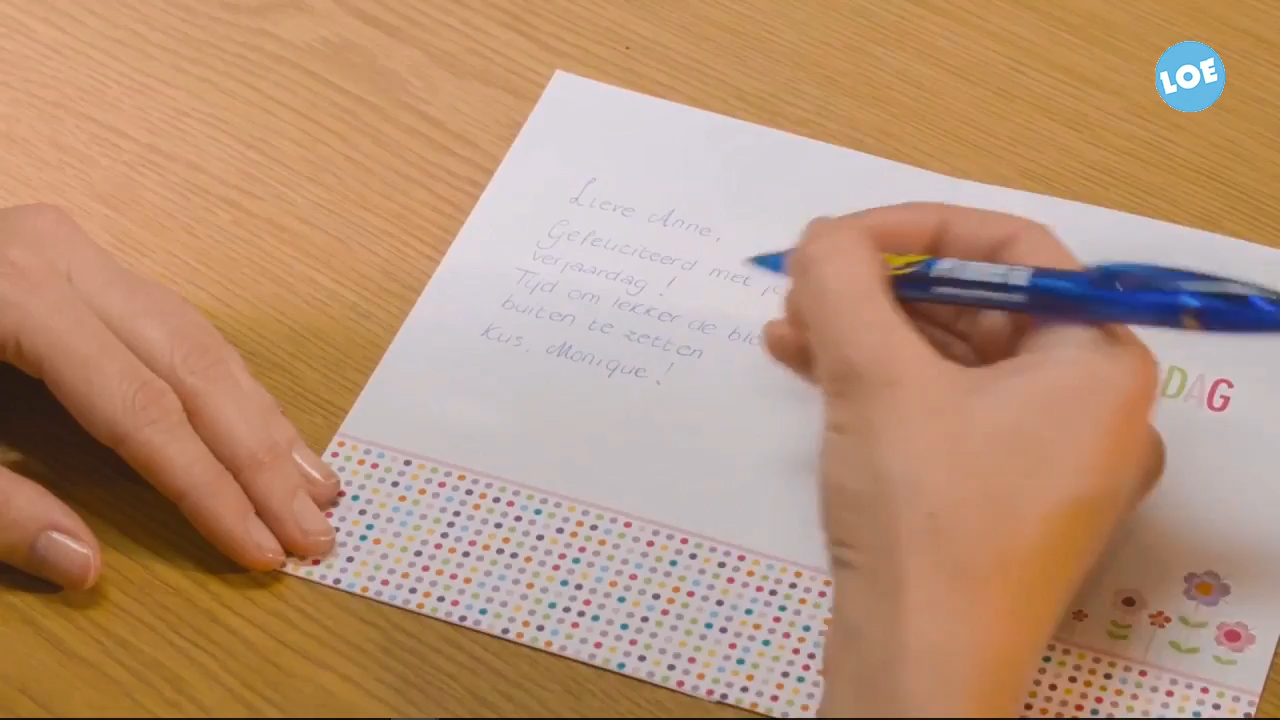 LOE
Lieve Anne,
Gefeliciteerd met
verjaardag!
Tijd om lekker de
buiten te zetten
Kus, Monique!
DAG